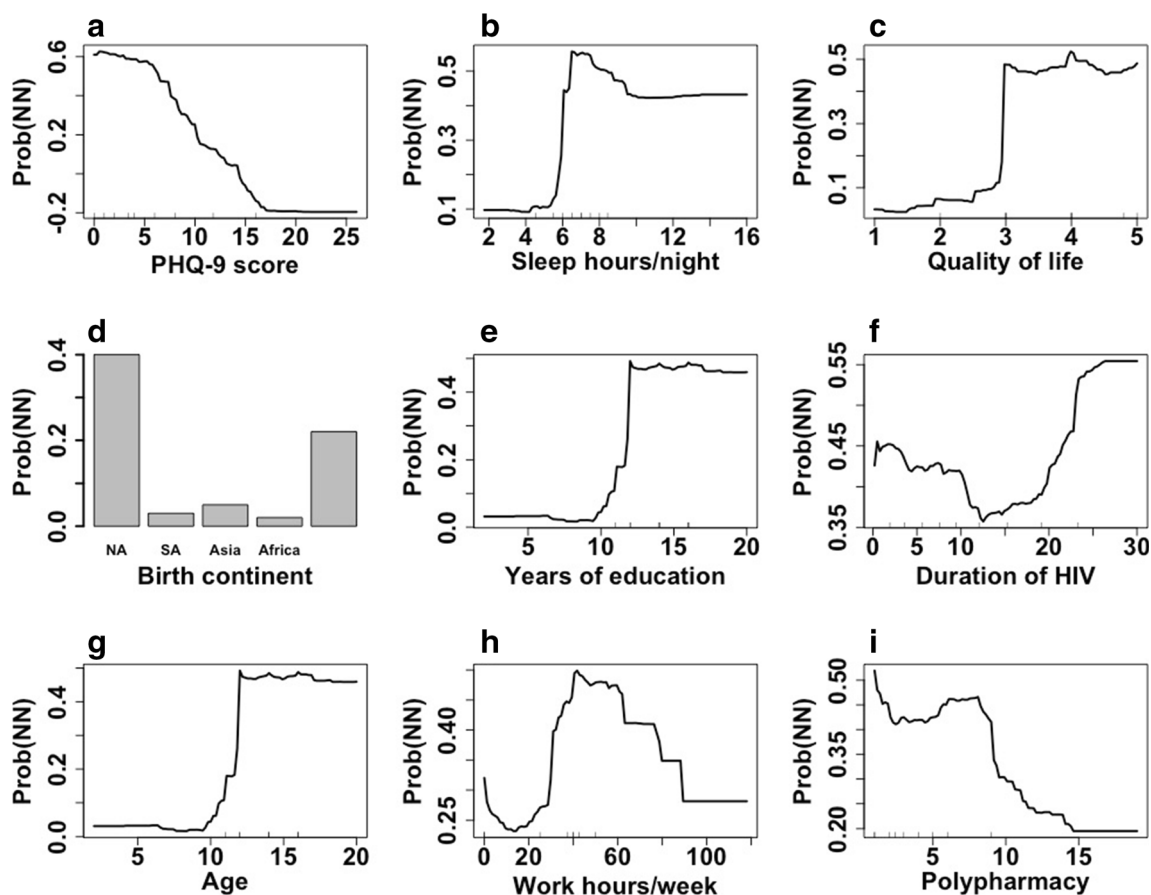 a
Prob(NN)
0.6
0.2
-0.2
0 5 10 15 20 25
PHQ-9 score
b
Prob(NN)
0.5
0.3
0.1
2 4 6 8 12 16
Sleep hours/night
c
Prob(NN)
0.5
0.3
0.1
1 2 3 4 5
Quality of life
d
Prob(NN)
0.4
0.2
0.0
NA SA Asia Africa
Birth continent
e
Prob(NN)
0.4
0.2
0.0
5 10 15 20
Years of education
f
Prob(NN)
0.55
0.45
0.35
0 5 10 20 30
Duration of HIV
g
Prob(NN)
0.4
0.2
0.0
5 10 15 20
Age
h
Prob(NN)
0.40
0.25
0 20 60 100
Work hours/week
i
Prob(NN)
0.50
0.35
0.20
5 15
Polypharmacy